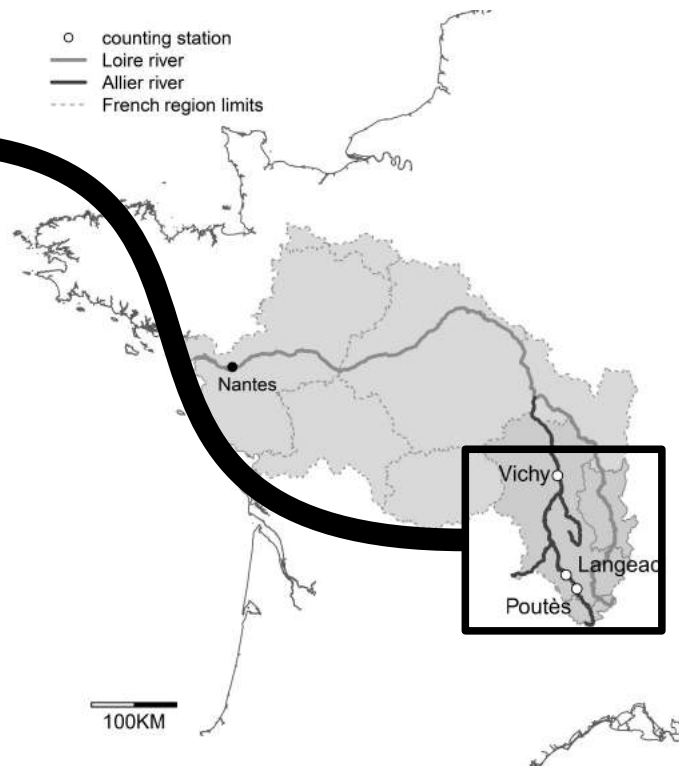 counting station
Loire river
Allier river
French region limits
Nantes
Vichy
Langeac
Poutès
100KM